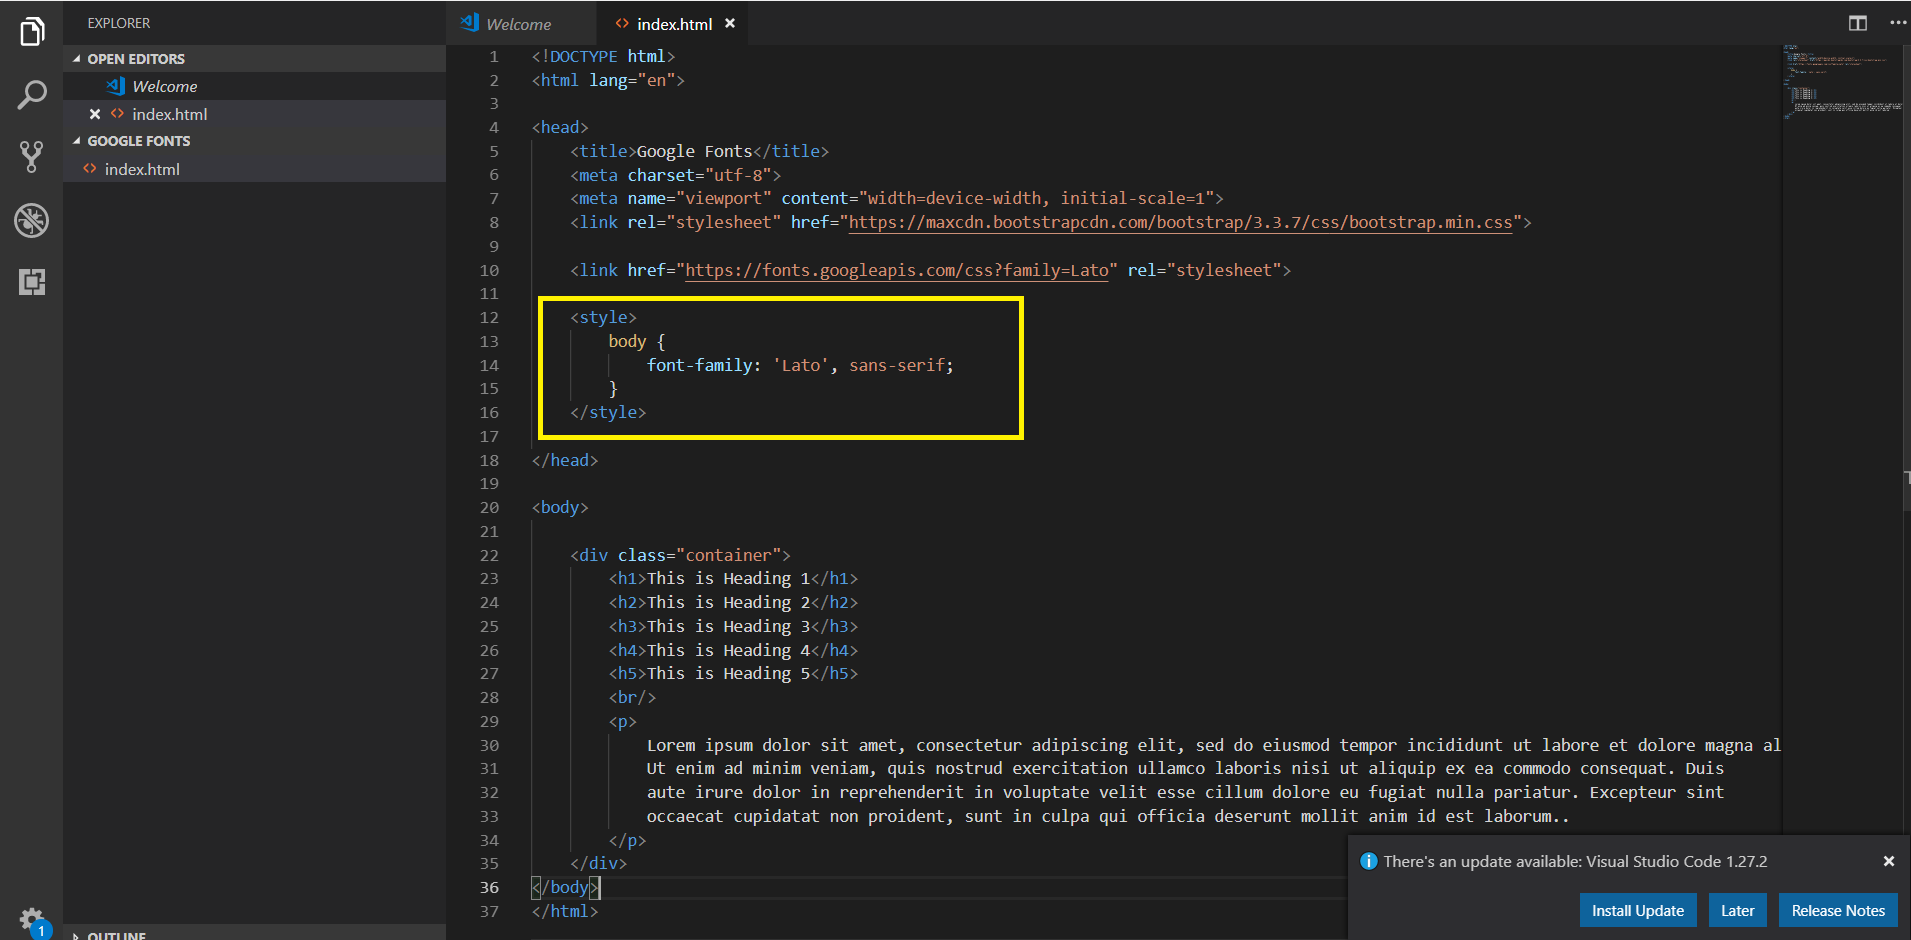 EXPLORER
OPEN EDITORS
Welcome
index.html
GOOGLE FONTS
index.html
OUTLINE
1
Welcome
index.html
1 <!DOCTYPE html>
2 <html lang="en">
3
4 <head>
5 <title>Google Fonts</title>
6 <meta charset="utf-8">
7 <meta name="viewport" content="width=device-width, initial-scale=1">
8 <link rel="stylesheet" href="https://maxcdn.bootstrapcdn.com/bootstrap/3.3.7/css/bootstrap.min.css">
9
10 <link href="https://fonts.googleapis.com/css?family=Lato" rel="stylesheet">
11
12 <style>
13 body {
14 font-family: 'Lato', sans-serif;
15 }
16 </style>
17
18 </head>
19
20 <body>
21
22 <div class="container">
23 <h1>This is Heading 1</h1>
24 <h2>This is Heading 2</h2>
25 <h3>This is Heading 3</h3>
26 <h4>This is Heading 4</h4>
27 <h5>This is Heading 5</h5>
28 <br/>
29 <p>
30 Lorem ipsum dolor sit amet, consectetur adipiscing elit, sed do eiusmod tempor incididunt ut labore et dolore magna al
31 Ut enim ad minim veniam, quis nostrud exercitation ullamco laboris nisi ut aliquip ex ea commodo consequat. Duis
32 aute irure dolor in reprehenderit in voluptate velit esse cillum dolore eu fugiat nulla pariatur. Excepteur sint
33 occaecat cupidatat non proident, sunt in culpa qui officia deserunt mollit anim id est laborum..
34 </p>
35 </div>
36 </body>
37 </html>
There's an update available: Visual Studio Code 1.27.2
Install Update
Later
Release Notes